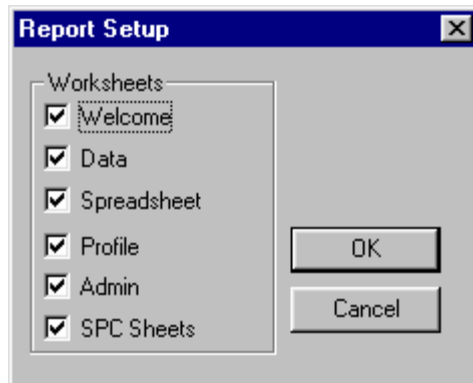 Report Setup
Worksheets
Welcome
Data
Spreadsheet
Profile
Admin
SPC Sheets
OK
Cancel